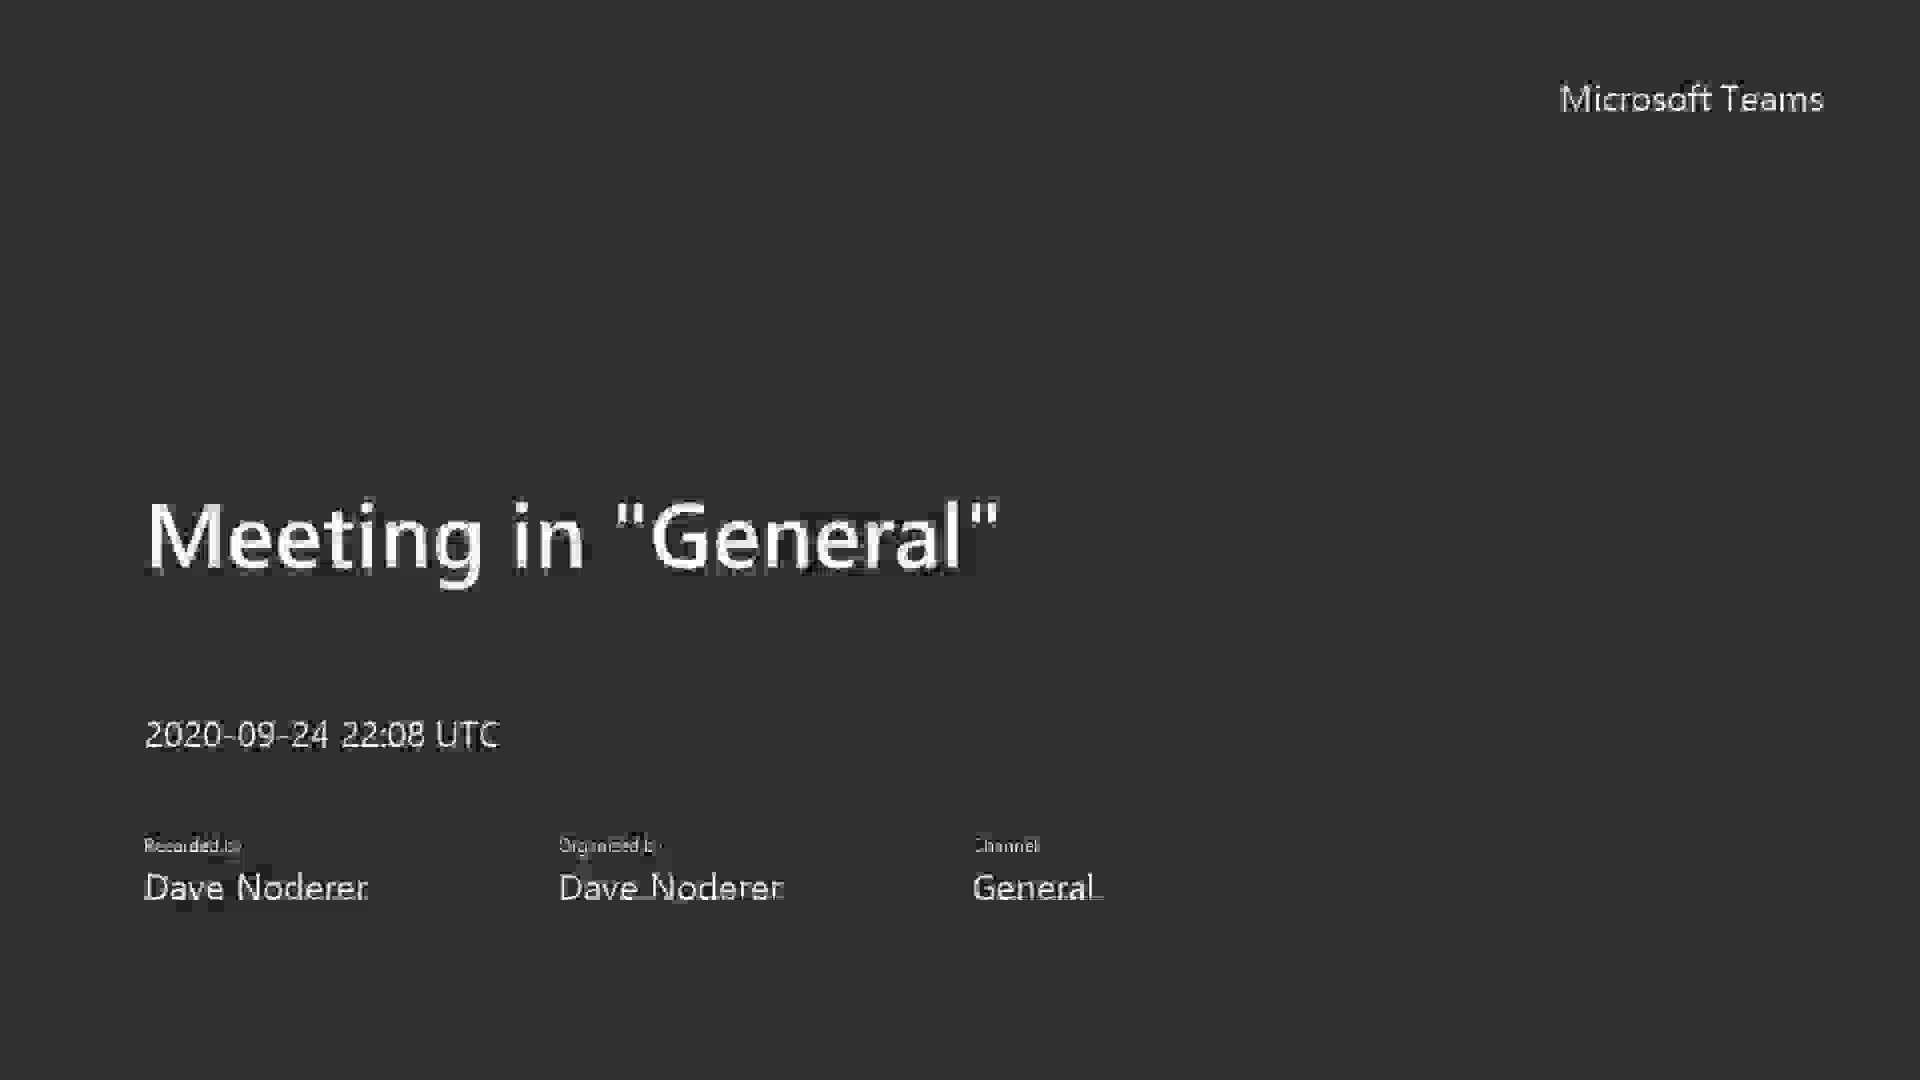 Microsoft Teams
Meeting in "General"
2020-09-24 22:08 UTC
Recorded by Organized by Channel
Dave Noderer Dave Noderer General